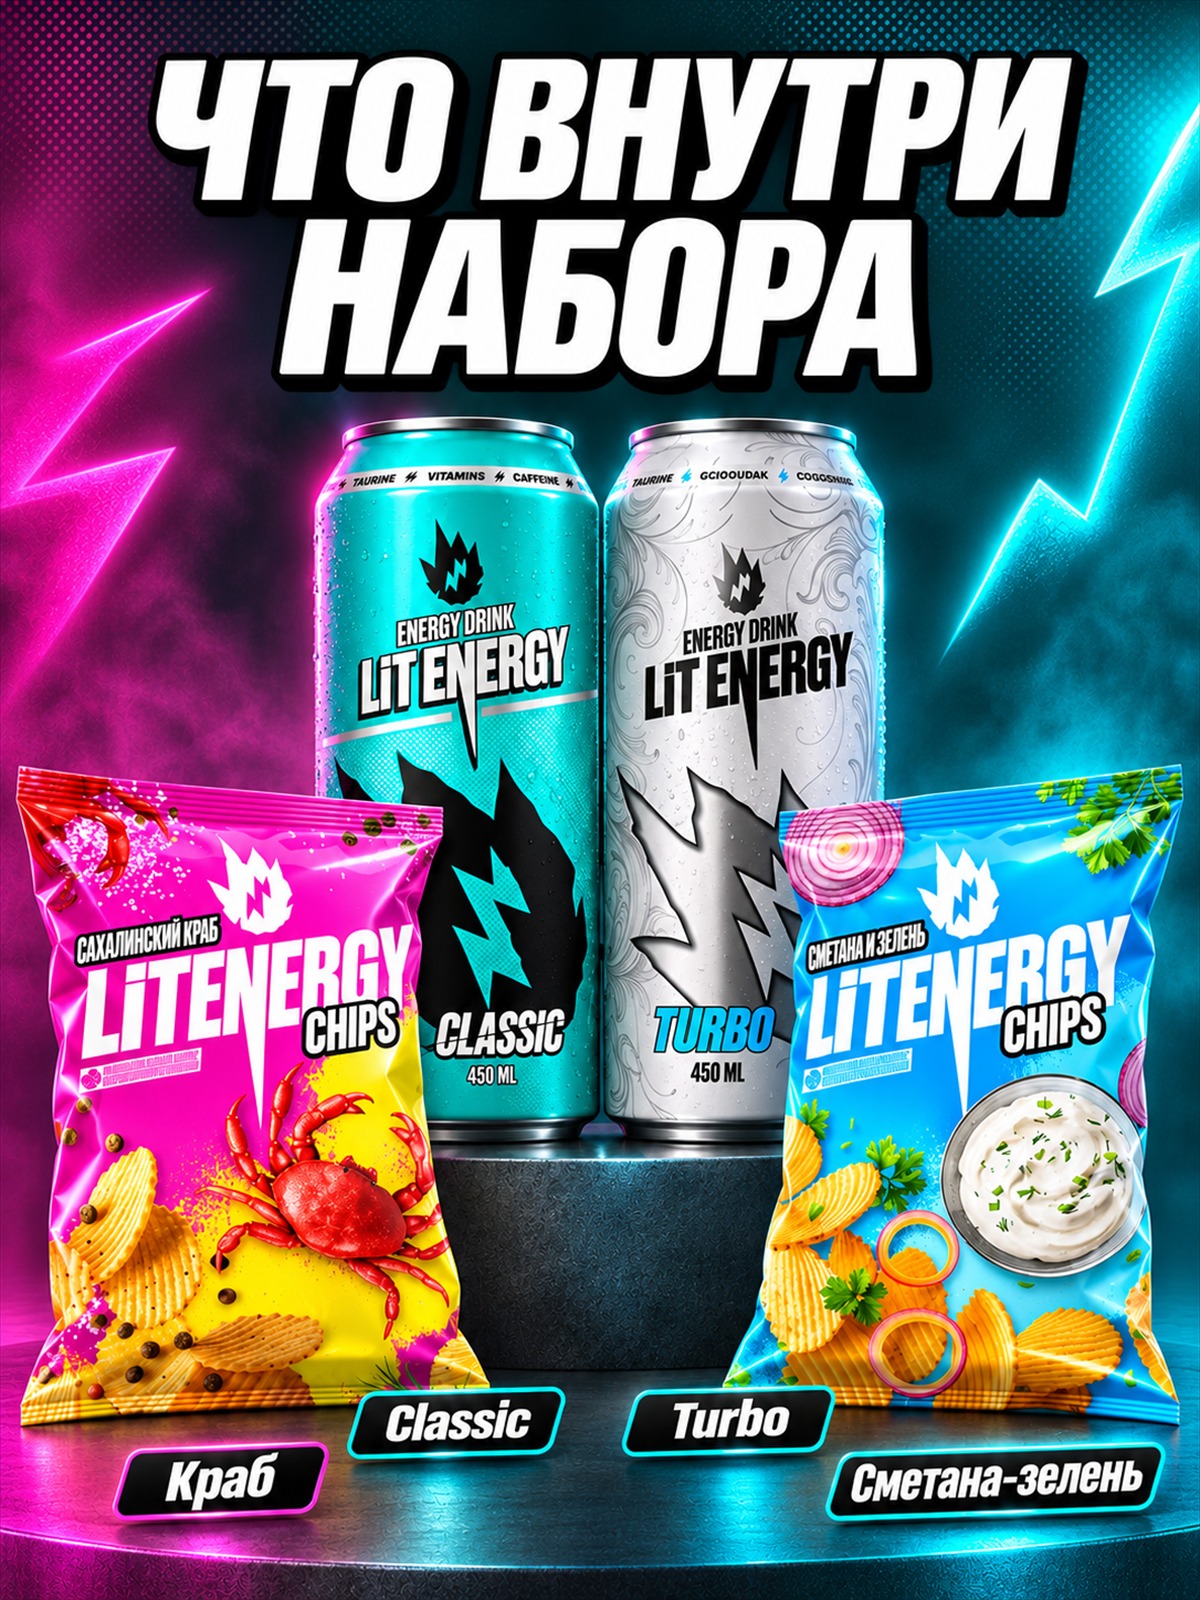 ЧТО ВНУТРИ
НАБОРА
TAURINE VITAMINS CAFFEINE
ENERGY DRINK
LIT ENERGY
CLASSIC
450 ML
TAURINE GCIOOUDAK
ENERGY DRINK
LIT ENERGY
TURBO
450 ML
САХАЛИНСКИЙ КРАБ
LITENERGY
CHIPS
СМЕТАНА И ЗЕЛЕНЬ
LITENERGY
CHIPS
Classic
Turbo
Краб
Сметана-зелень